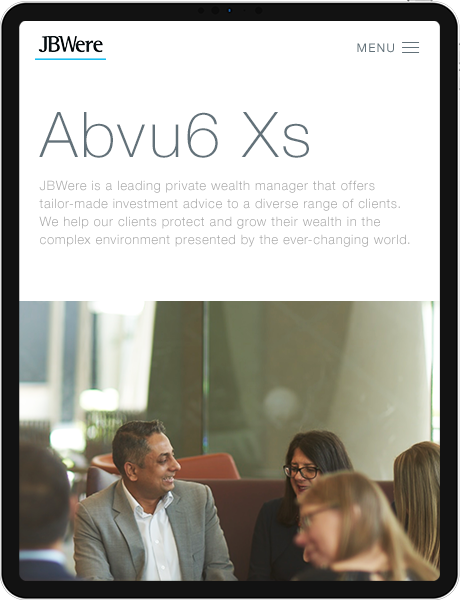 JBWere
MENU
Abvu6 Xs
JBWere is a leading private wealth manager that offers
tailor-made investment advice to a diverse range of clients.
We help our clients protect and grow their wealth in the
complex environment presented by the ever-changing world.